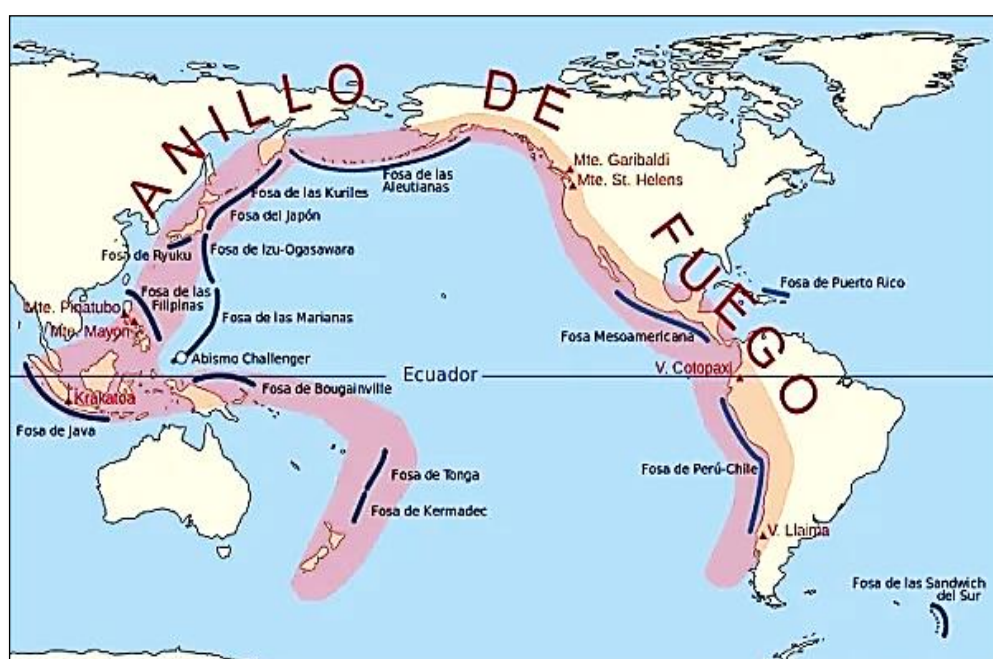 ANILLO DE FUEGO
Mte. Garibaldi
Mte. St. Helens
Fosa de las
Aleutianas
Fosa de las Kuriles
Fosa del Japón
Fosa de Ryuku
Fosa de Izu-Ogasawara
Fosa de Puerto Rico
Fosa de las
Filipinas
Mte. Pinatubo
Mte. Mayon
Fosa de las Marianas
Fosa Mesoamericana
Abismo Challenger
Ecuador
V. Cotopaxi
Fosa de Bougainville
Krakatoa
Fosa de Java
Fosa de Tonga
Fosa de Perú-Chile
Fosa de Kermadec
V. Llaima
Fosa de las Sandwich
del Sur